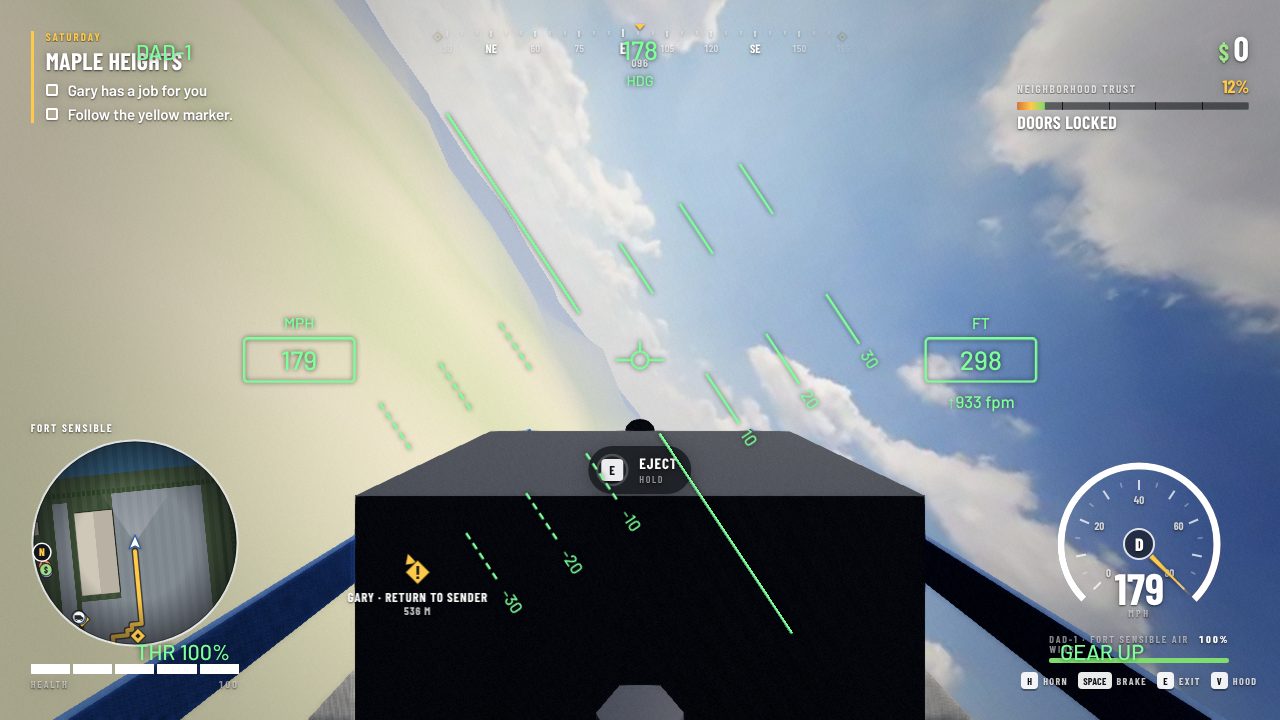 SATURDAY
MAPLE HEIGHTS
DAD-1
Gary has a job for you
Follow the yellow marker.
NE 60 75 E 105 120 SE 150
178
096
HDG
$ 0
NEIGHBORHOOD TRUST 12%
DOORS LOCKED
MPH
179
FT
298
↑933 fpm
30
20
10
-10
-20
-30
E EJECT
HOLD
GARY · RETURN TO SENDER
536 M
FORT SENSIBLE
N
$
THR 100%
HEALTH 100
0 20 40 60 80
D
179
MPH
DAD-1 · FORT SENSIBLE AIR 100%
GEAR UP
H HORN SPACE BRAKE E EXIT V HOOD